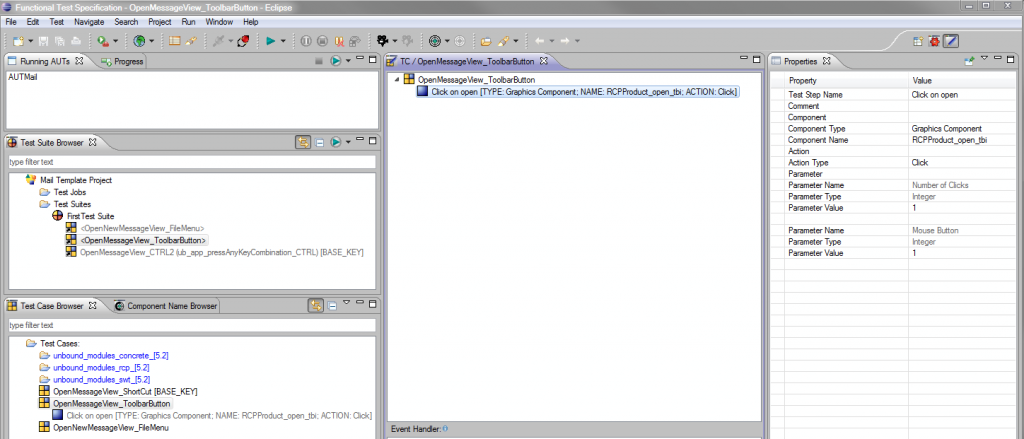 Functional Test Specification - OpenMessageView_ToolbarButton - Eclipse
File Edit Test Navigate Search Project Run Window Help
Running AUTs Progress
AUTMail
Test Suite Browser
type filter text
Mail Template Project
Test Jobs
Test Suites
FirstTest Suite
<OpenNewMessageView_FileMenu>
<OpenMessageView_ToolbarButton>
OpenMessageView_CTRL2 (ub_app_pressAnyKeyCombination_CTRL) [BASE_KEY]
Test Case Browser Component Name Browser
type filter text
Test Cases:
unbound_modules_concrete_[5.2]
unbound_modules_rcp_[5.2]
unbound_modules_swt_[5.2]
OpenMessageView_ShortCut [BASE_KEY]
OpenMessageView_ToolbarButton
Click on open [TYPE: Graphics Component; NAME: RCPProduct_open_tbi; ACTION: Click]
OpenNewMessageView_FileMenu
TC / OpenMessageView_ToolbarButton
OpenMessageView_ToolbarButton
Click on open [TYPE: Graphics Component; NAME: RCPProduct_open_tbi; ACTION: Click]
Event Handler:
Properties
Property Value
Test Step Name Click on open
Comment
Component
Component Type Graphics Component
Component Name RCPProduct_open_tbi
Action
Action Type Click
Parameter
Parameter Name Number of Clicks
Parameter Type Integer
Parameter Value 1
Parameter Name Mouse Button
Parameter Type Integer
Parameter Value 1